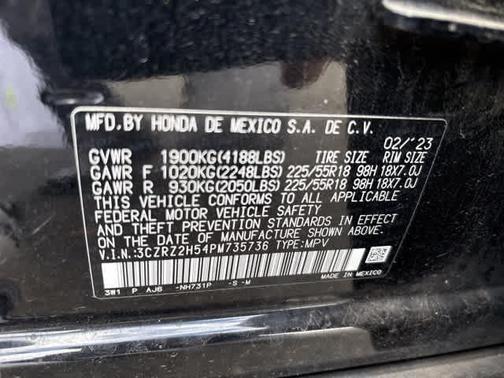 MFD. BY HONDA DE MEXICO S.A. DE C.V.
02/'23
GVWR 1900KG(4188LBS) TIRE SIZE RIM SIZE
GAWR F 1020KG(2248LBS) 225/55R18 98H 18X7.0J
GAWR R 930KG(2050LBS) 225/55R18 98H 18X7.0J
THIS VEHICLE CONFORMS TO ALL APPLICABLE
FEDERAL MOTOR VEHICLE SAFETY
STANDARDS IN EFFECT ON THE DATE OF
MANUFACTURE SHOWN ABOVE.
V.I.N.:3CZRZ2H54PM735736 TYPE:MPV
3W1 P AJ6 -NH731P -S-M
MADE IN MEXICO